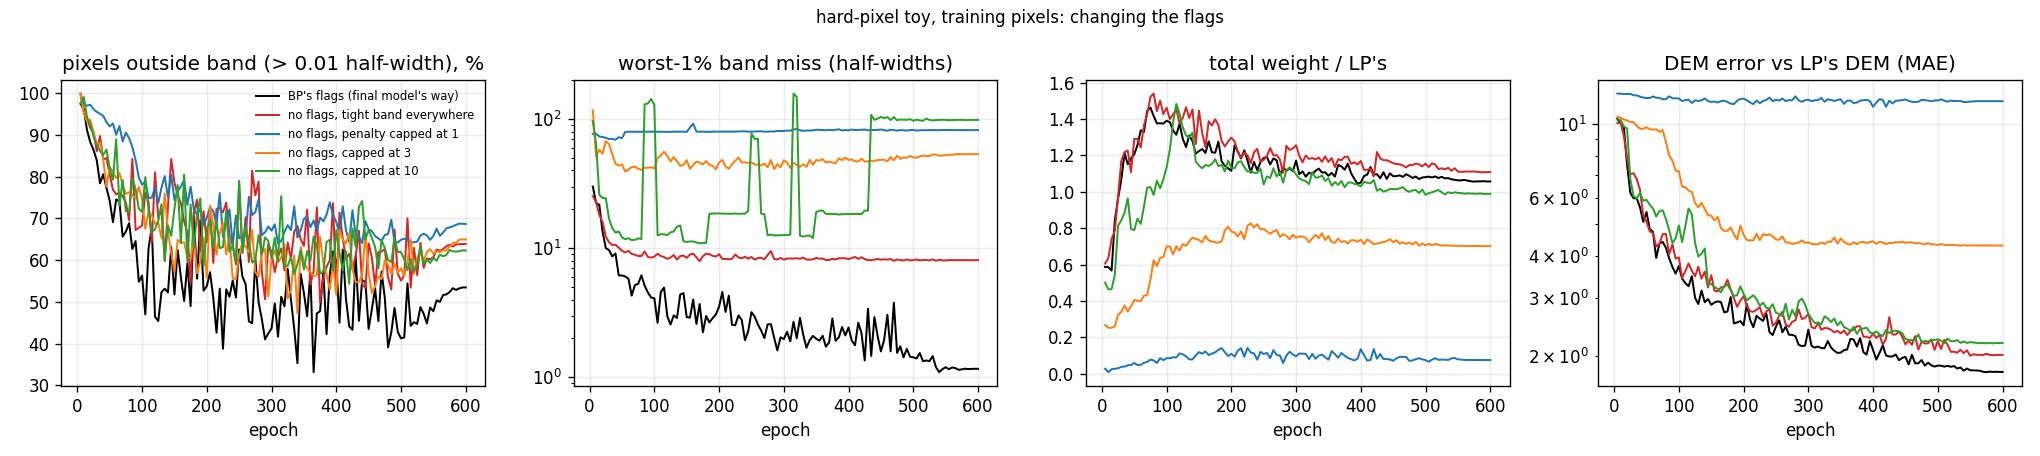 hard-pixel toy, training pixels: changing the flags
pixels outside band (> 0.01 half-width), %
100
90
80
70
60
50
40
30
0 100 200 300 400 500 600
epoch
BP's flags (final model's way)
no flags, tight band everywhere
no flags, penalty capped at 1
no flags, capped at 3
no flags, capped at 10
worst-1% band miss (half-widths)
10²
10¹
10⁰
0 100 200 300 400 500 600
epoch
total weight / LP's
1.6
1.4
1.2
1.0
0.8
0.6
0.4
0.2
0.0
0 100 200 300 400 500 600
epoch
DEM error vs LP's DEM (MAE)
10¹
6 × 10⁰
4 × 10⁰
3 × 10⁰
2 × 10⁰
0 100 200 300 400 500 600
epoch